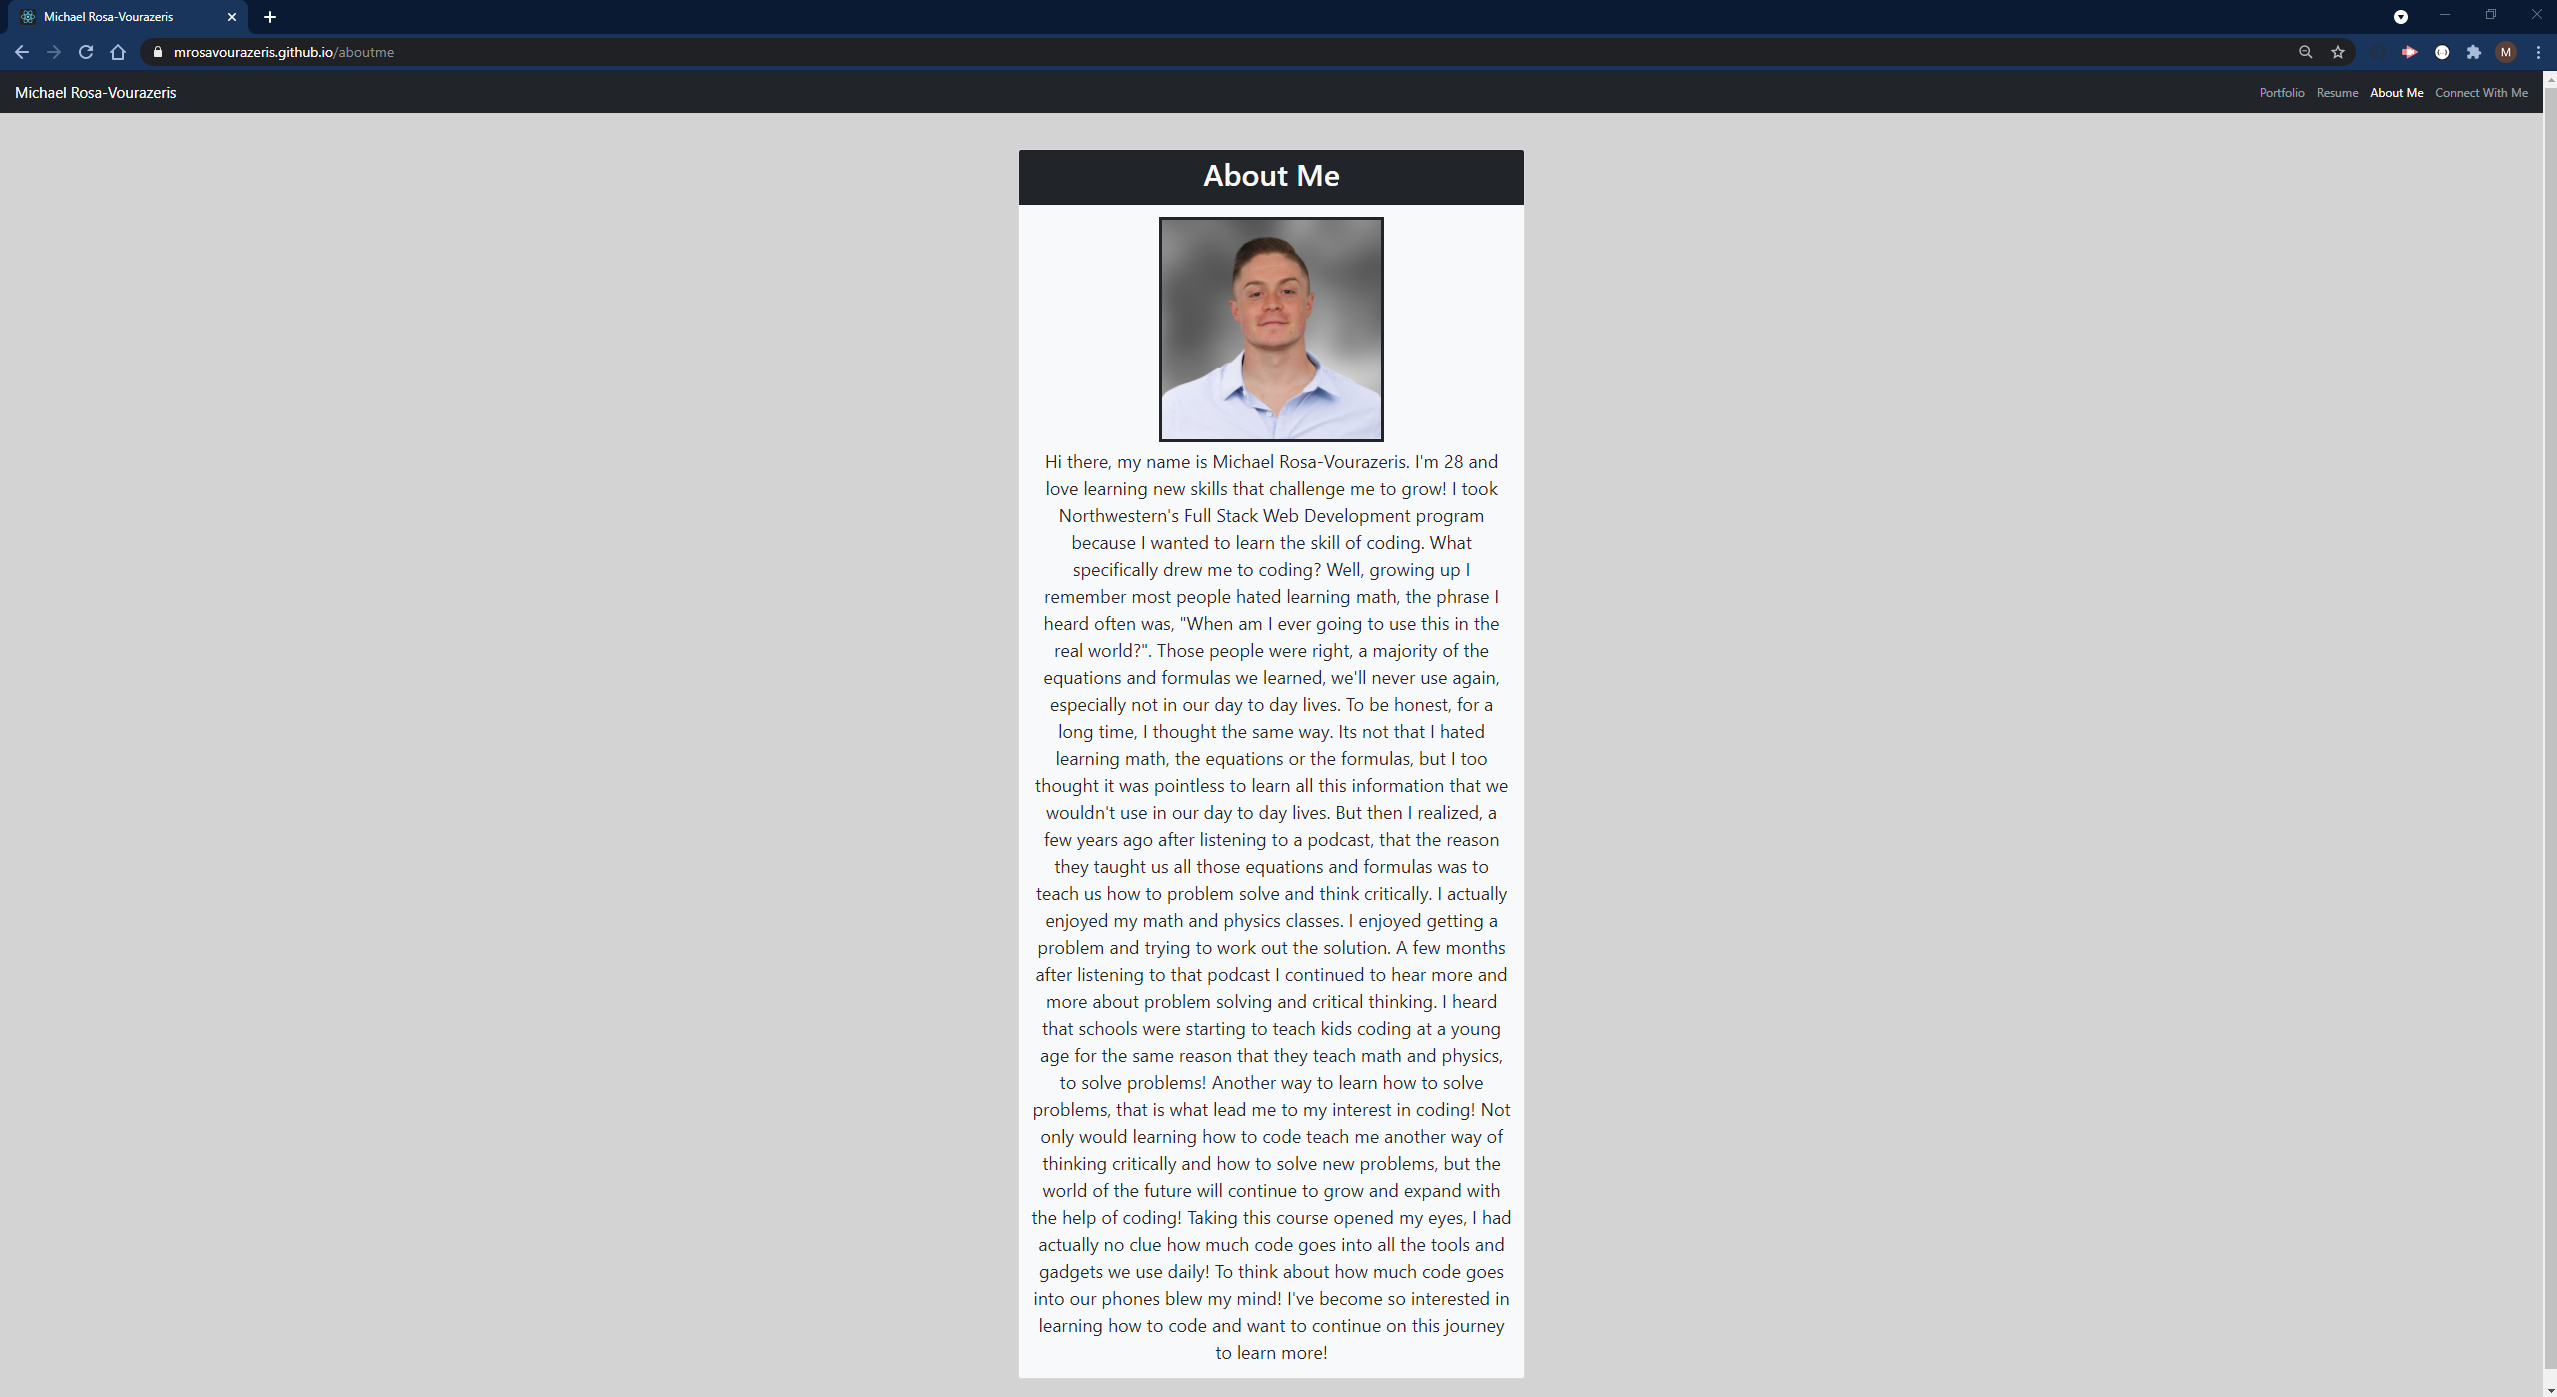 Michael Rosa-Vourazeris
mrosavourazeris.github.io/aboutme
M
Michael Rosa-Vourazeris
Portfolio Resume About Me Connect With Me
About Me
Hi there, my name is Michael Rosa-Vourazeris. I'm 28 and
love learning new skills that challenge me to grow! I took
Northwestern's Full Stack Web Development program
because I wanted to learn the skill of coding. What
specifically drew me to coding? Well, growing up I
remember most people hated learning math, the phrase I
heard often was, "When am I ever going to use this in the
real world?". Those people were right, a majority of the
equations and formulas we learned, we'll never use again,
especially not in our day to day lives. To be honest, for a
long time, I thought the same way. Its not that I hated
learning math, the equations or the formulas, but I too
thought it was pointless to learn all this information that we
wouldn't use in our day to day lives. But then I realized, a
few years ago after listening to a podcast, that the reason
they taught us all those equations and formulas was to
teach us how to problem solve and think critically. I actually
enjoyed my math and physics classes. I enjoyed getting a
problem and trying to work out the solution. A few months
after listening to that podcast I continued to hear more and
more about problem solving and critical thinking. I heard
that schools were starting to teach kids coding at a young
age for the same reason that they teach math and physics,
to solve problems! Another way to learn how to solve
problems, that is what lead me to my interest in coding! Not
only would learning how to code teach me another way of
thinking critically and how to solve new problems, but the
world of the future will continue to grow and expand with
the help of coding! Taking this course opened my eyes, I had
actually no clue how much code goes into all the tools and
gadgets we use daily! To think about how much code goes
into our phones blew my mind! I've become so interested in
learning how to code and want to continue on this journey
to learn more!